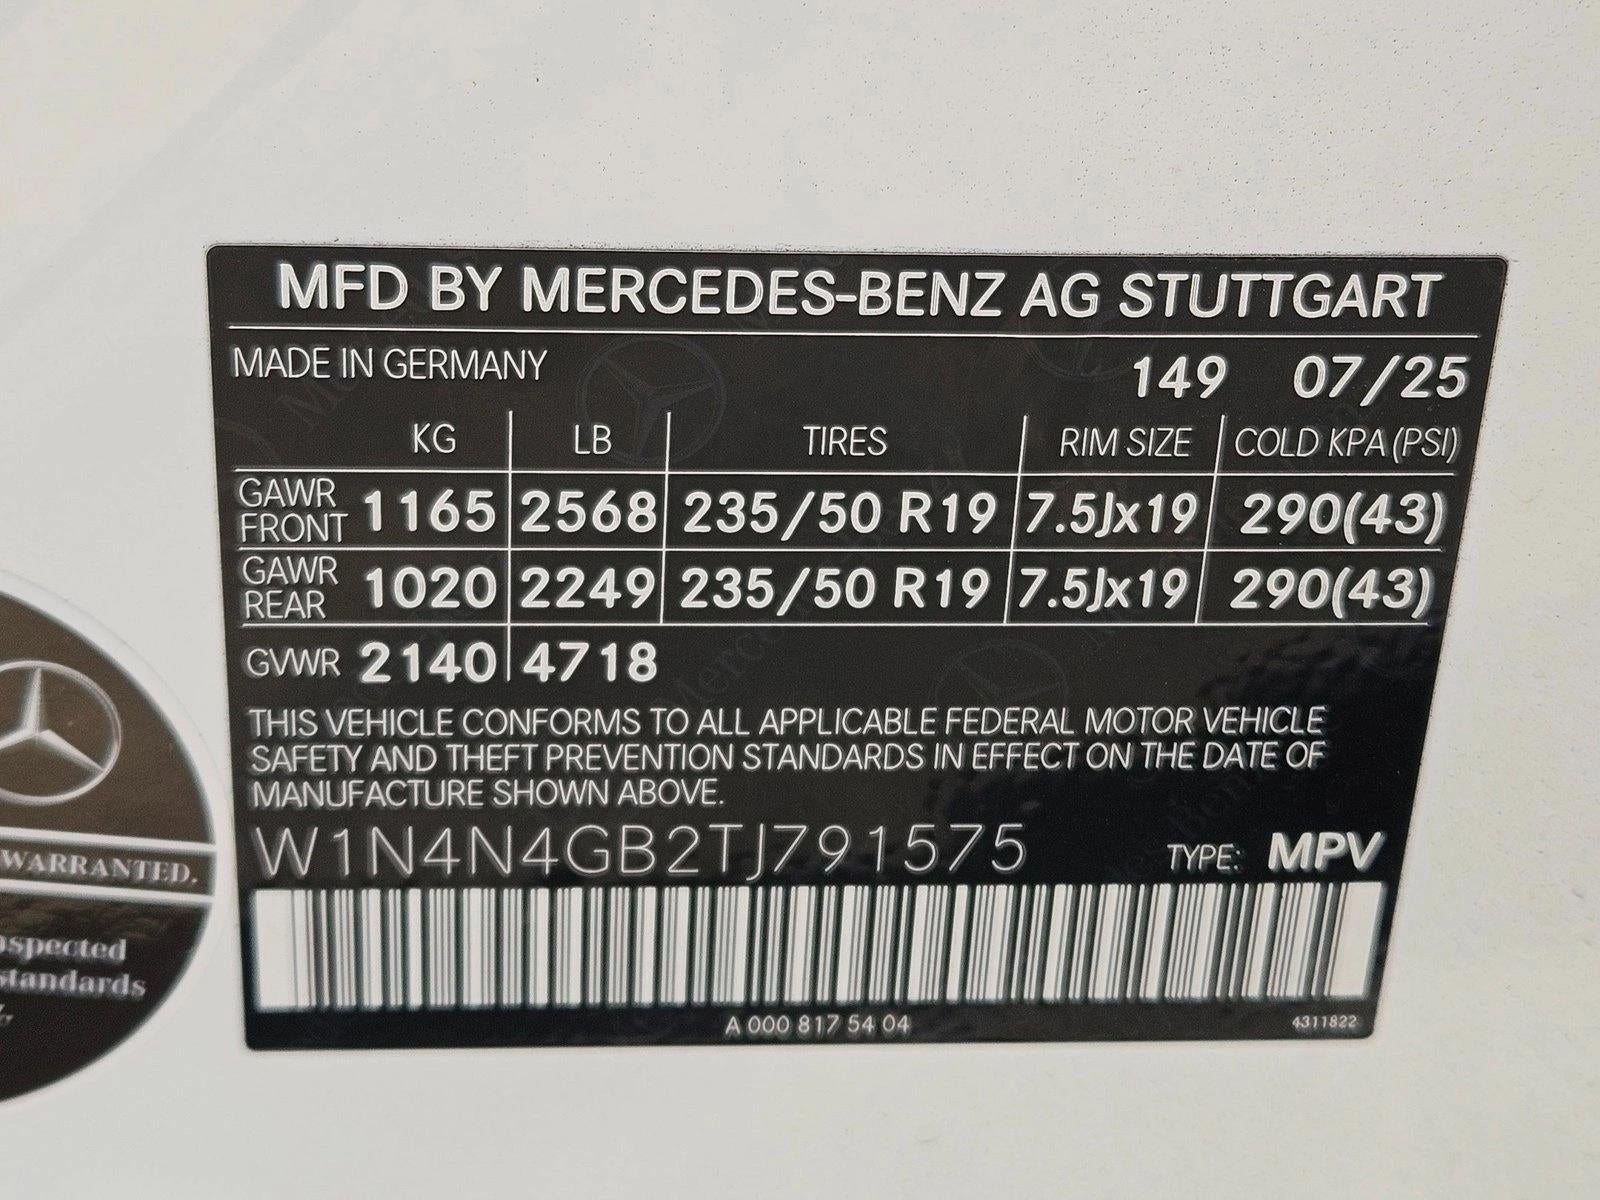 MFD BY MERCEDES-BENZ AG STUTTGART
MADE IN GERMANY 149 07/25
KG LB TIRES RIM SIZE COLD KPA (PSI)
GAWR FRONT 1165 2568 235/50 R19 7.5Jx19 290(43)
GAWR REAR 1020 2249 235/50 R19 7.5Jx19 290(43)
GVWR 2140 4718
THIS VEHICLE CONFORMS TO ALL APPLICABLE FEDERAL MOTOR VEHICLE
SAFETY AND THEFT PREVENTION STANDARDS IN EFFECT ON THE DATE OF
MANUFACTURE SHOWN ABOVE.
W1N4N4GB2TJ791575 TYPE: MPV
A 000 817 54 04 4311822
WARRANTED.
standards